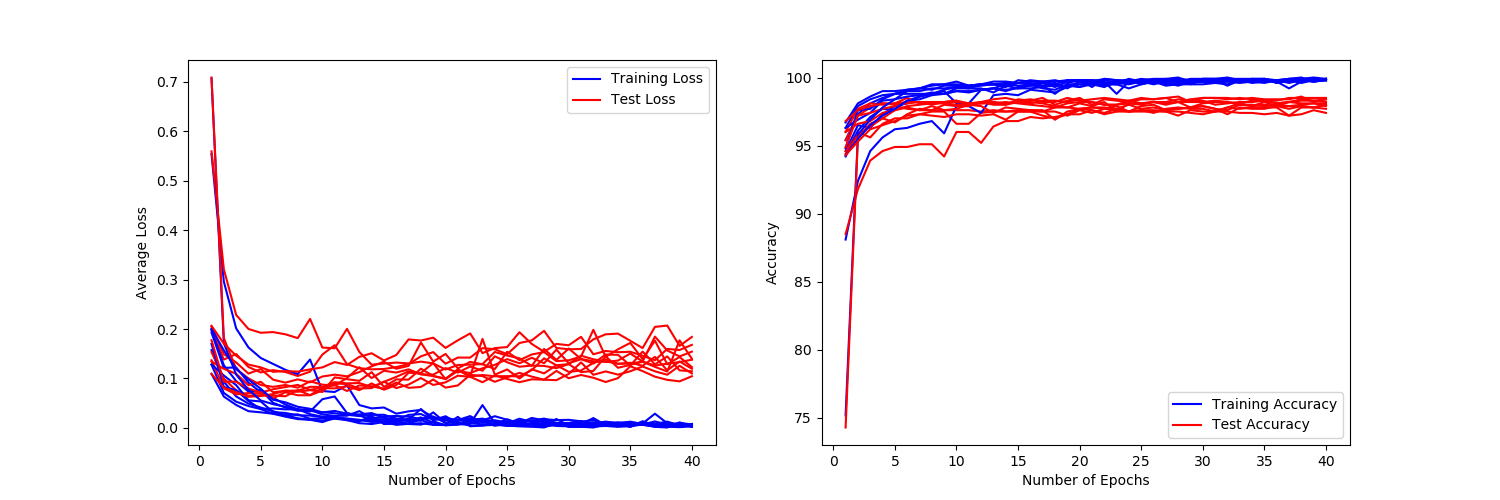 0.7
0.6
0.5
0.4
0.3
0.2
0.1
0.0
Average Loss
0 5 10 15 20 25 30 35 40
Number of Epochs
Training Loss
Test Loss
100
95
90
85
80
75
Accuracy
0 5 10 15 20 25 30 35 40
Number of Epochs
Training Accuracy
Test Accuracy